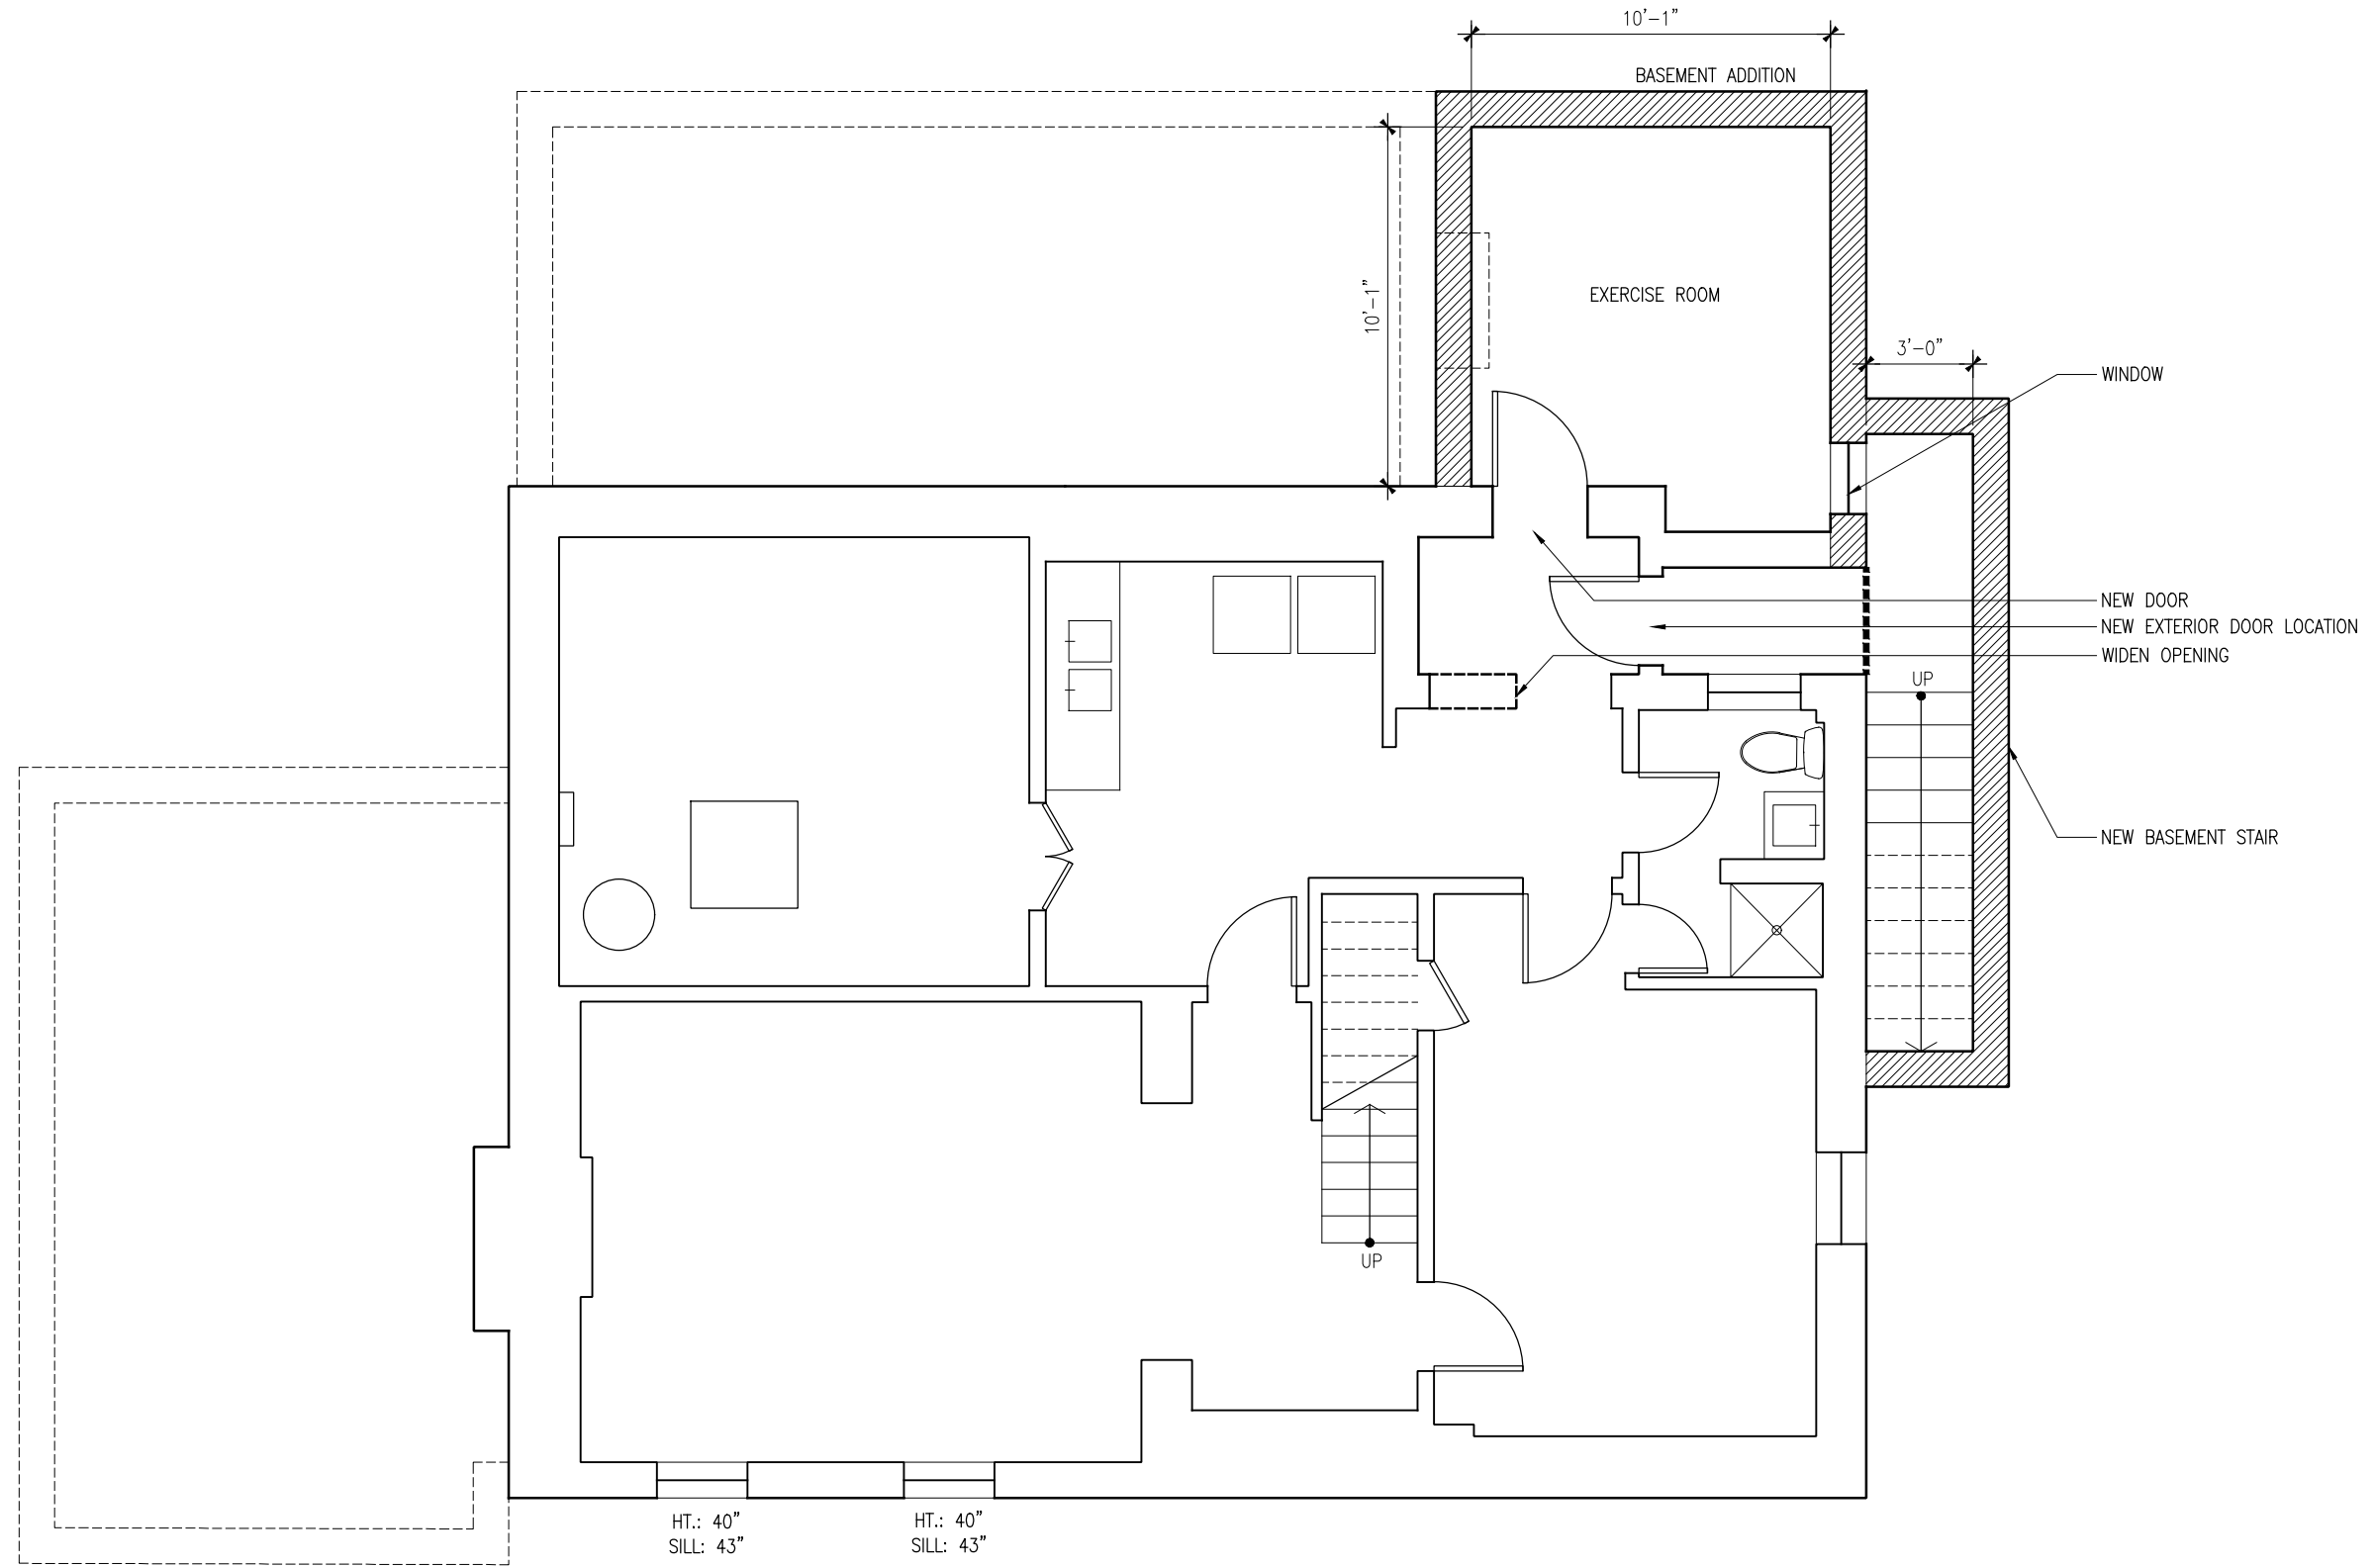 10'-1"
BASEMENT ADDITION
10'-1"
EXERCISE ROOM
3'-0"
WINDOW
NEW DOOR
NEW EXTERIOR DOOR LOCATION
WIDEN OPENING
UP
NEW BASEMENT STAIR
UP
HT.: 40"
SILL: 43"
HT.: 40"
SILL: 43"